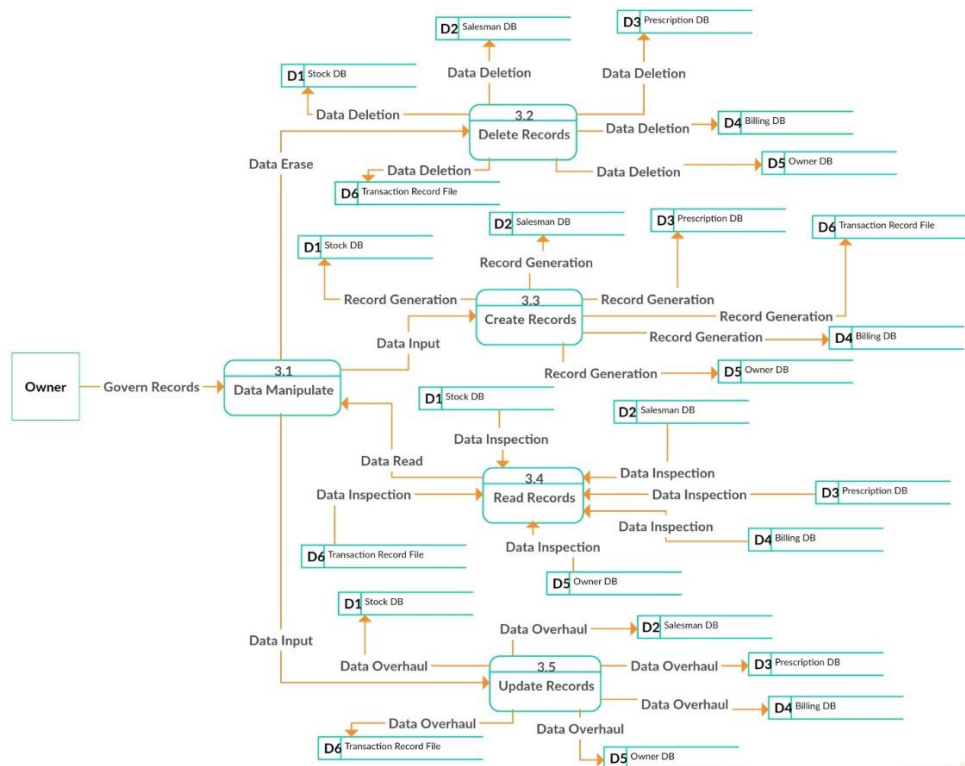 D2 Salesman DB
D3 Prescription DB
D1 Stock DB
Data Deletion
Data Deletion
Data Deletion
3.2
Delete Records
Data Deletion
D4 Billing DB
Data Erase
Data Deletion
Data Deletion
D5 Owner DB
D6 Transaction Record File
D2 Salesman DB
D3 Prescription DB
D6 Transaction Record File
D1 Stock DB
Record Generation
Record Generation
3.3
Create Records
Record Generation
Record Generation
Data Input
Record Generation
D4 Billing DB
Record Generation
D5 Owner DB
Owner
Govern Records
3.1
Data Manipulate
D1 Stock DB
D2 Salesman DB
Data Inspection
Data Read
3.4
Read Records
Data Inspection
Data Inspection
Data Inspection
D3 Prescription DB
Data Inspection
D4 Billing DB
Data Inspection
D6 Transaction Record File
D5 Owner DB
D1 Stock DB
Data Input
Data Overhaul
D2 Salesman DB
Data Overhaul
3.5
Update Records
Data Overhaul
D3 Prescription DB
Data Overhaul
D4 Billing DB
Data Overhaul
D6 Transaction Record File
Data Overhaul
D5 Owner DB